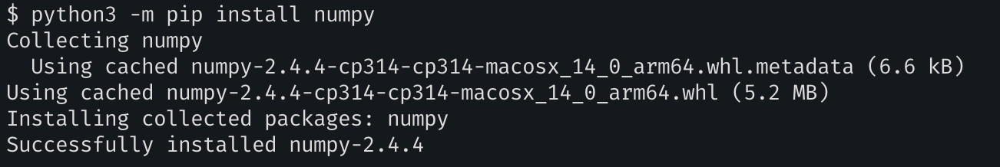 $ python3 -m pip install numpy
Collecting numpy
  Using cached numpy-2.4.4-cp314-cp314-macosx_14_0_arm64.whl.metadata (6.6 kB)
Using cached numpy-2.4.4-cp314-cp314-macosx_14_0_arm64.whl (5.2 MB)
Installing collected packages: numpy
Successfully installed numpy-2.4.4